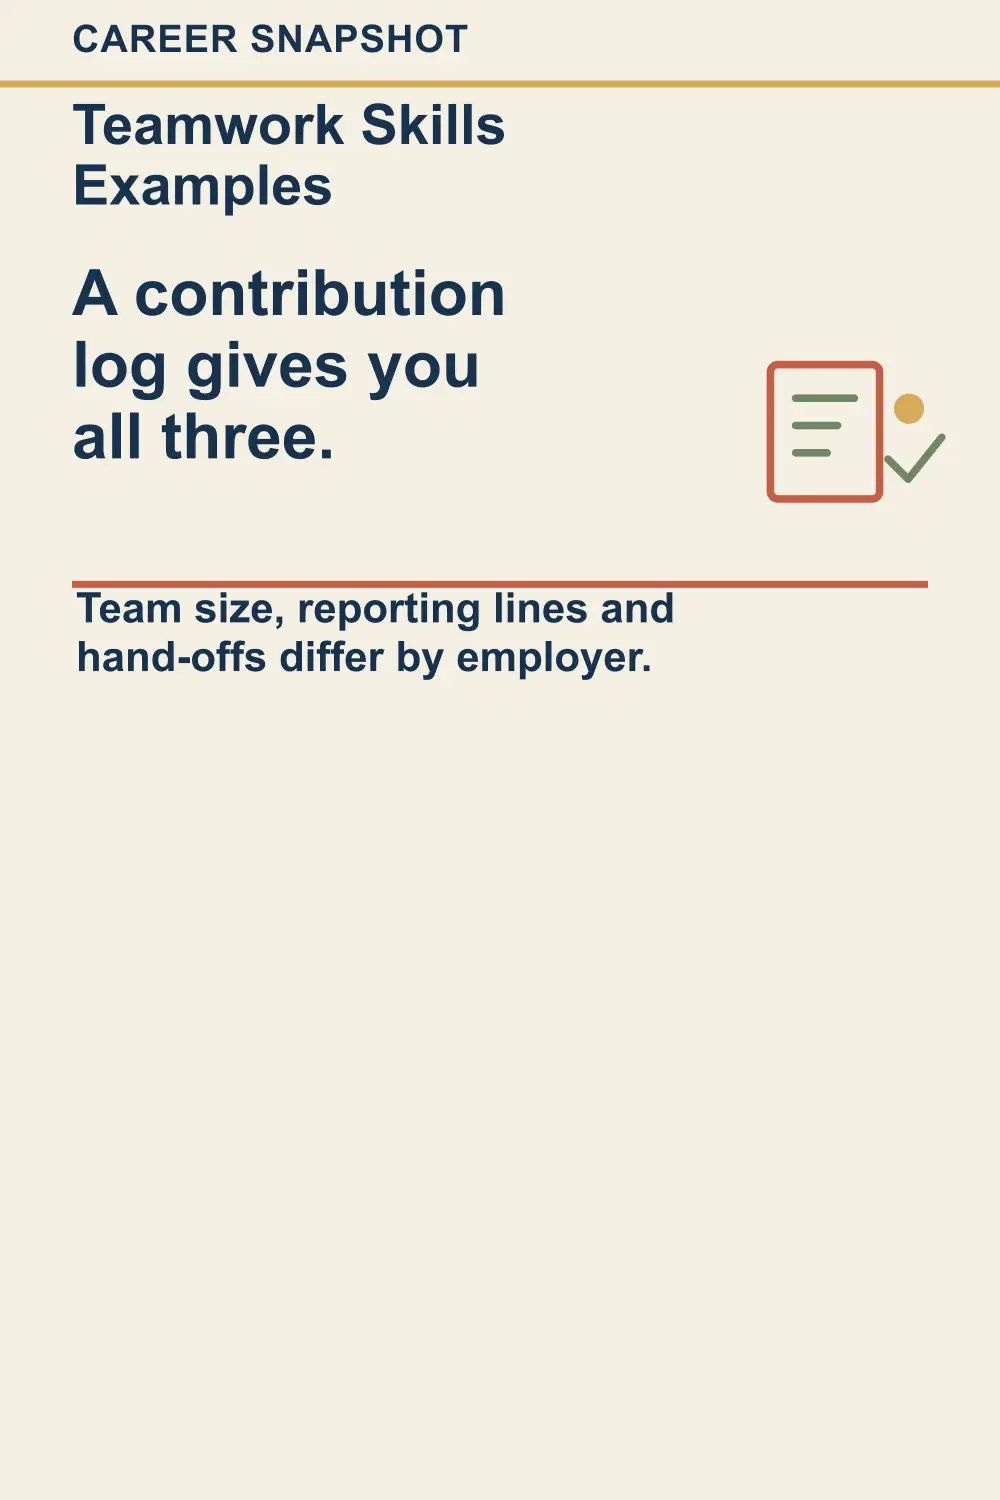 CAREER SNAPSHOT
Teamwork Skills
Examples
A contribution
log gives you
all three.
Team size, reporting lines and
hand-offs differ by employer.